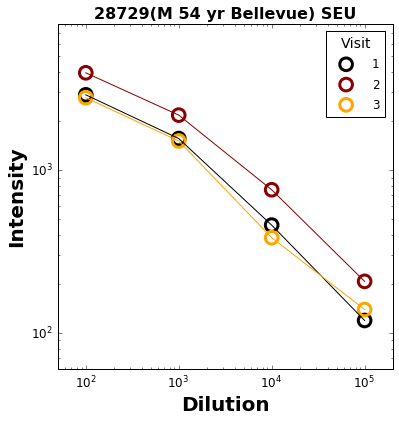 28729(M 54 yr Bellevue) SEU
Visit
1
2
3
Intensity
10³
10²
10² 10³ 10⁴ 10⁵
Dilution